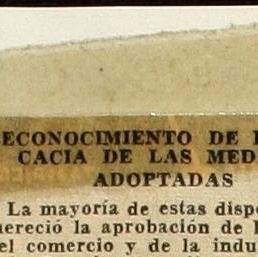 ECONOCIMIENTO DE
CACIA DE LAS MED
ADOPTADAS
La mayoría de estas disp
ereció la aprobación de
el comercio y de la indu